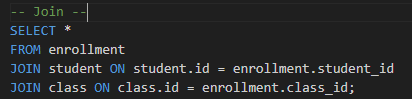 -- Join --
SELECT *
FROM enrollment
JOIN student ON student.id = enrollment.student_id
JOIN class ON class.id = enrollment.class_id;